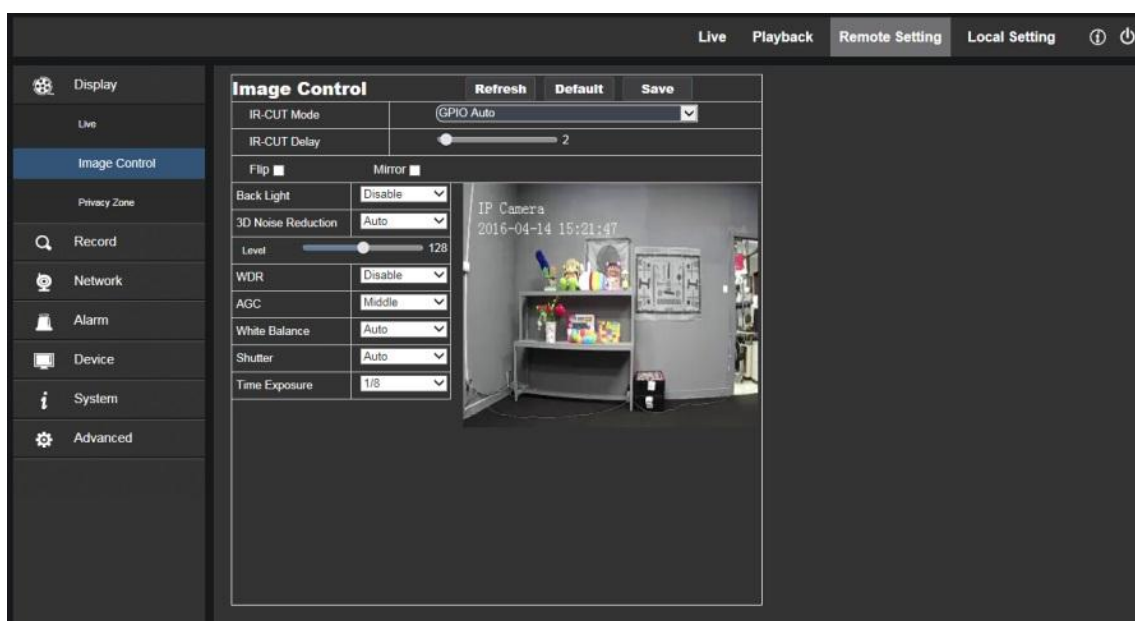 Live Playback Remote Setting Local Setting
Display
Live
Image Control
Privacy Zone
Record
Network
Alarm
Device
System
Advanced
Image Control Refresh Default Save
IR-CUT Mode GPIO Auto
IR-CUT Delay 2
Flip Mirror
Back Light Disable
3D Noise Reduction Auto
Level 128
WDR Disable
AGC Middle
White Balance Auto
Shutter Auto
Time Exposure 1/8
IP Camera
2016-04-14 15:21:47